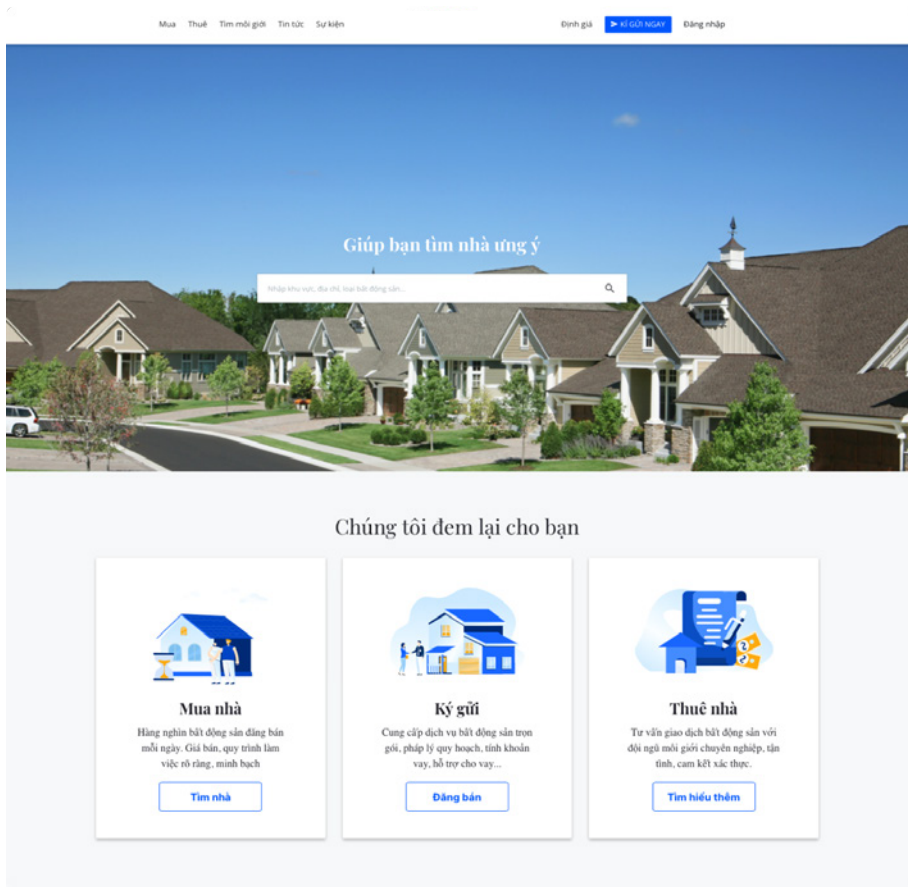 Mua Thuê Tìm môi giới Tin tức Sự kiện Định giá KÍ GỬI NGAY Đăng nhập
Giúp bạn tìm nhà ưng ý
Nhập khu vực, địa chỉ, loại bất động sản...
Chúng tôi đem lại cho bạn
Mua nhà
Hàng nghìn bất động sản đăng bán
mỗi ngày. Giá bán, quy trình làm
việc rõ ràng, minh bạch
Tìm nhà
Ký gửi
Cung cấp dịch vụ bất động sản trọn
gói, pháp lý quy hoạch, tính khoản
vay, hỗ trợ cho vay...
Đăng bán
Thuê nhà
Tư vấn giao dịch bất động sản với
đội ngũ môi giới chuyên nghiệp, tận
tình, cam kết xác thực.
Tìm hiểu thêm